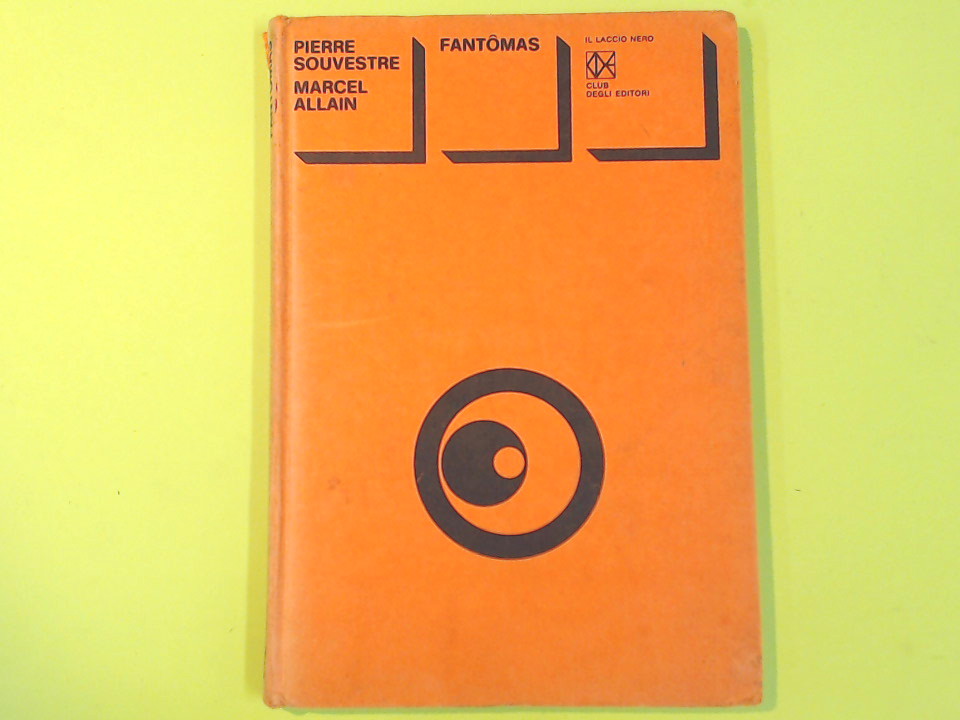 PIERRE
SOUVESTRE
MARCEL
ALLAIN
FANTÔMAS
IL LACCIO NERO
CLUB
DEGLI EDITORI